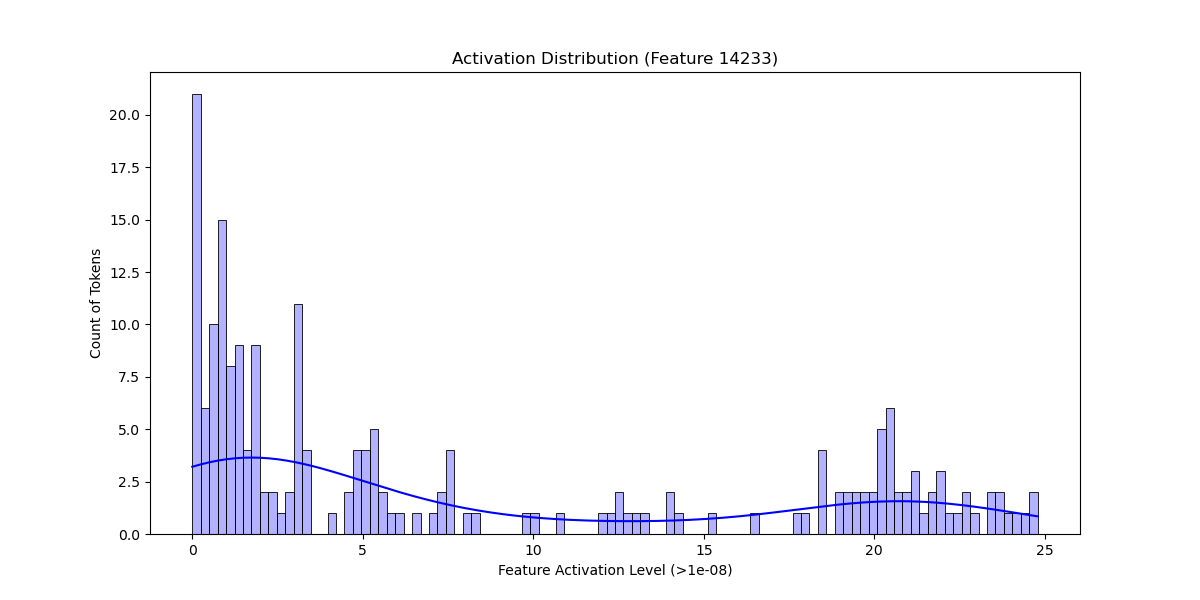 Activation Distribution (Feature 14233)
Count of Tokens
20.0
17.5
15.0
12.5
10.0
7.5
5.0
2.5
0.0
0 5 10 15 20 25
Feature Activation Level (>1e-08)